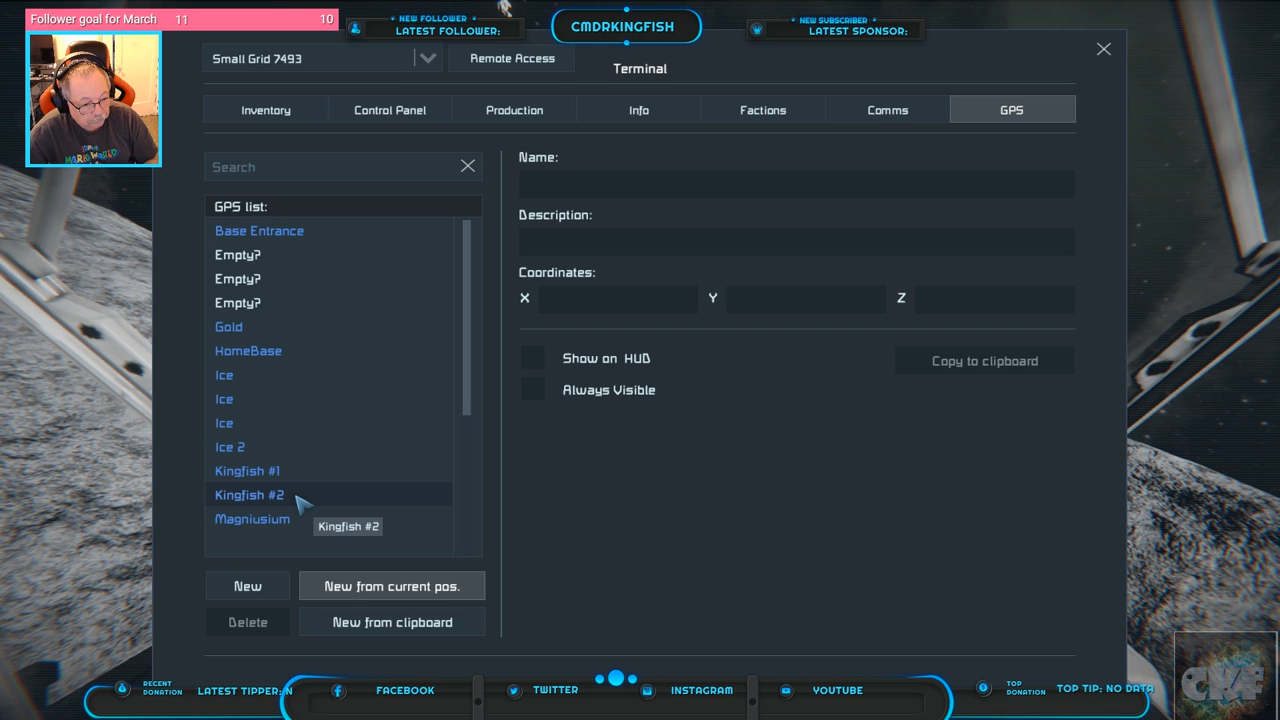 Follower goal for March 11 10
NEW FOLLOWER
LATEST FOLLOWER:
CMDRKINGFISH
NEW SUBSCRIBER
LATEST SPONSOR:
Small Grid 7493
Remote Access
Terminal
Inventory
Control Panel
Production
Info
Factions
Comms
GPS
Search
GPS list:
Base Entrance
Empty?
Empty?
Empty?
Gold
HomeBase
Ice
Ice
Ice
Ice 2
Kingfish #1
Kingfish #2
Magniusium
Kingfish #2
New
New from current pos.
Delete
New from clipboard
Name:
Description:
Coordinates:
X
Y
Z
Show on HUD
Copy to clipboard
Always Visible
RECENT DONATION
LATEST TIPPER: N
FACEBOOK
TWITTER
INSTAGRAM
YOUTUBE
TOP DONATION
TOP TIP: NO DATA
CKF